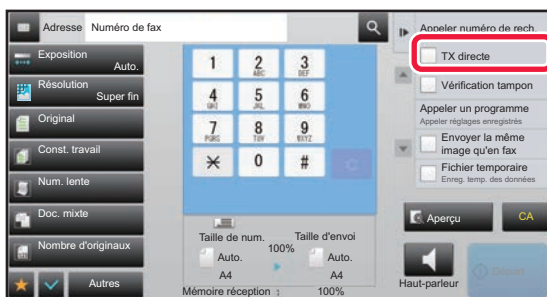 Adresse
Numéro de fax
Exposition
Auto.
Résolution
Super fin
Original
Const. travail
Num. lente
Doc. mixte
Nombre d'originaux
Autres
1
2
ABC
3
DEF
4
GHI
5
JKL
6
MNO
7
PQRS
8
TUV
9
WXYZ
0
#
C
Taille de num.
100%
Taille d'envoi
Auto.
A4
Auto.
A4
Mémoire réception :
100%
Appeler numéro de rech.
TX directe
Vérification tampon
Appeler un programme
Appeler réglages enregistrés
Envoyer la même
image qu'en fax
Fichier temporaire
Enreg. temp. des données
Aperçu
CA
Haut-parleur
Départ